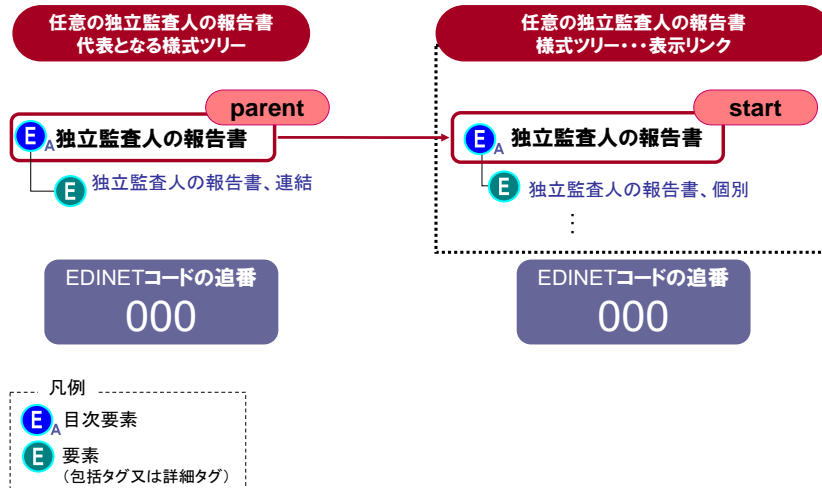 任意の独立監査人の報告書
代表となる様式ツリー
任意の独立監査人の報告書
様式ツリー・・・表示リンク
parent
start
E A 独立監査人の報告書
E A 独立監査人の報告書
E 独立監査人の報告書、連結
E 独立監査人の報告書、個別
EDINETコードの追番
000
EDINETコードの追番
000
凡例
E A 目次要素
E 要素
(包括タグ又は詳細タグ)